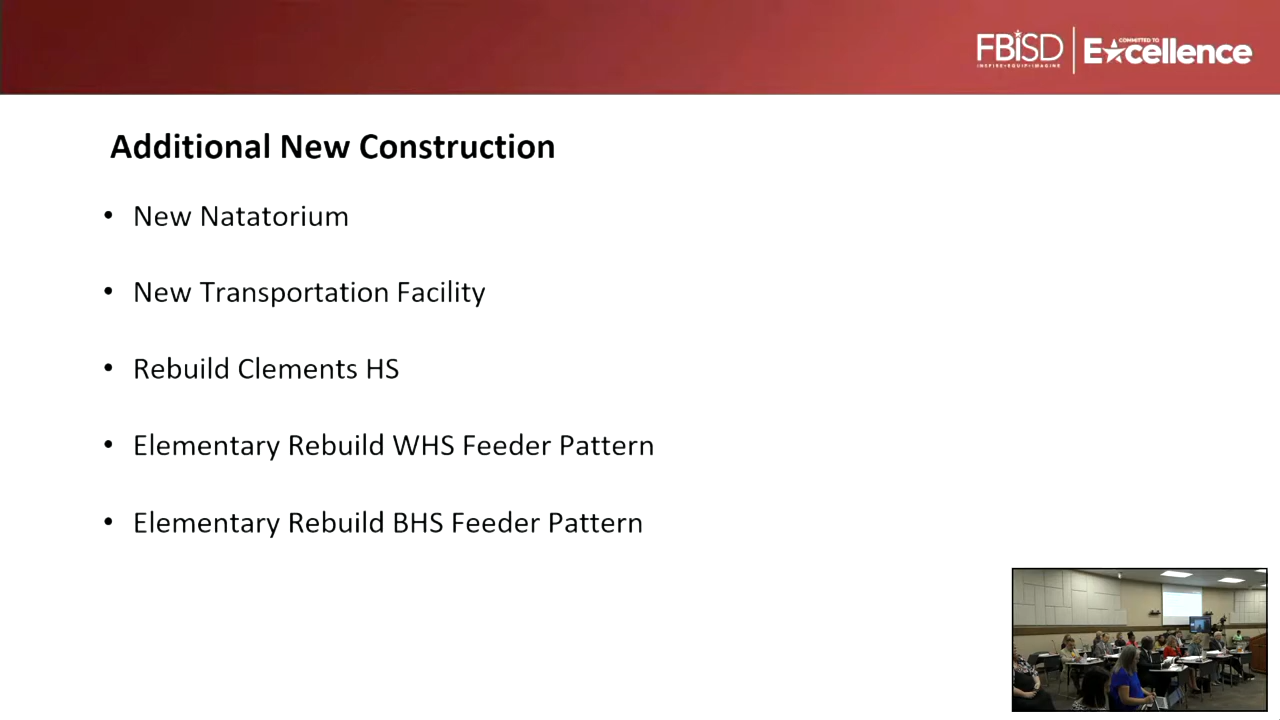 FBISD
INSPIRE•EQUIP•IMAGINE
COMMITTED TO
Excellence
Additional New Construction
• New Natatorium
• New Transportation Facility
• Rebuild Clements HS
• Elementary Rebuild WHS Feeder Pattern
• Elementary Rebuild BHS Feeder Pattern